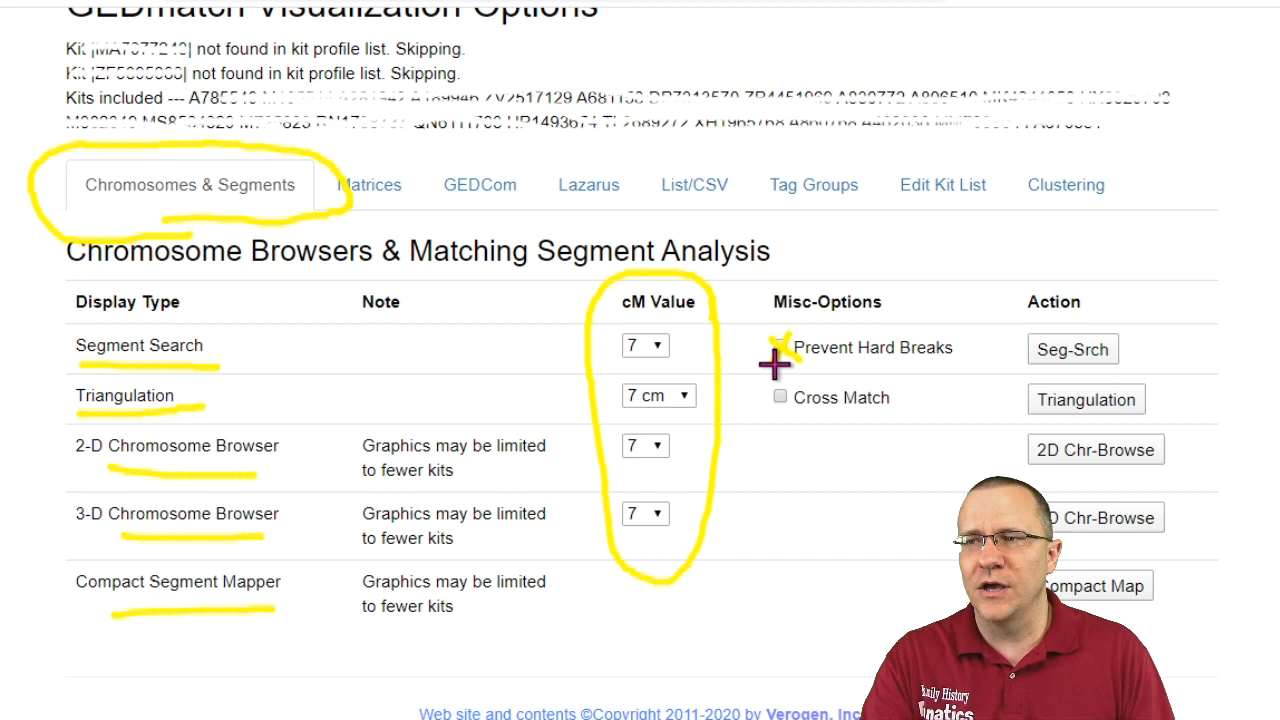 GEDmatch Visualization Options
not found in kit profile list. Skipping.
not found in kit profile list. Skipping.
Kits included ---
Chromosomes & Segments Matrices GEDCom Lazarus List/CSV Tag Groups Edit Kit List Clustering
Chromosome Browsers & Matching Segment Analysis
Display Type Note cM Value Misc-Options Action
Segment Search 7 Prevent Hard Breaks Seg-Srch
Triangulation 7 cm Cross Match Triangulation
2-D Chromosome Browser Graphics may be limited 7 2D Chr-Browse
to fewer kits
3-D Chromosome Browser Graphics may be limited 7 D Chr-Browse
to fewer kits
Compact Segment Mapper Graphics may be limited ompact Map
to fewer kits
Web site and contents ©Copyright 2011-2020 by Verogen, Inc
amily History